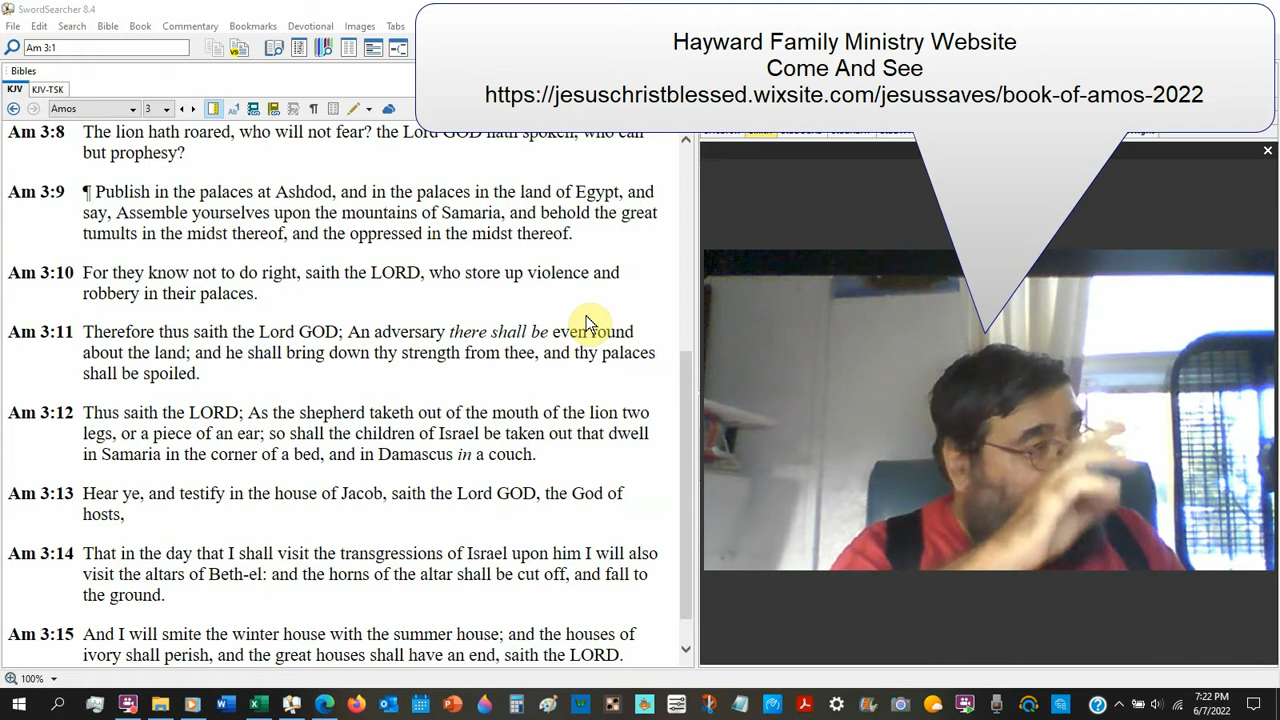 SwordSearcher 8.4
File Edit Search Bible Book Commentary Bookmarks Devotional Images Tabs
Am 3:1
Bibles
KJV KJV-TSK
Amos 3
Hayward Family Ministry Website
Come And See
https://jesuschristblessed.wixsite.com/jesussaves/book-of-amos-2022
Am 3:8 The lion hath roared, who will not fear? the Lord GOD hath spoken, who can
but prophesy?
Am 3:9 ¶ Publish in the palaces at Ashdod, and in the palaces in the land of Egypt, and
say, Assemble yourselves upon the mountains of Samaria, and behold the great
tumults in the midst thereof, and the oppressed in the midst thereof.
Am 3:10 For they know not to do right, saith the LORD, who store up violence and
robbery in their palaces.
Am 3:11 Therefore thus saith the Lord GOD; An adversary there shall be even round
about the land; and he shall bring down thy strength from thee, and thy palaces
shall be spoiled.
Am 3:12 Thus saith the LORD; As the shepherd taketh out of the mouth of the lion two
legs, or a piece of an ear; so shall the children of Israel be taken out that dwell
in Samaria in the corner of a bed, and in Damascus in a couch.
Am 3:13 Hear ye, and testify in the house of Jacob, saith the Lord GOD, the God of
hosts,
Am 3:14 That in the day that I shall visit the transgressions of Israel upon him I will also
visit the altars of Beth-el: and the horns of the altar shall be cut off, and fall to
the ground.
Am 3:15 And I will smite the winter house with the summer house; and the houses of
ivory shall perish, and the great houses shall have an end, saith the LORD.
100%
7:22 PM
6/7/2022